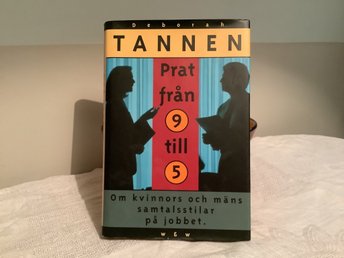 Deborah
TANNEN
Prat
från
9
till
5
Om kvinnors och mäns
samtalsstilar
på jobbet.
W&W